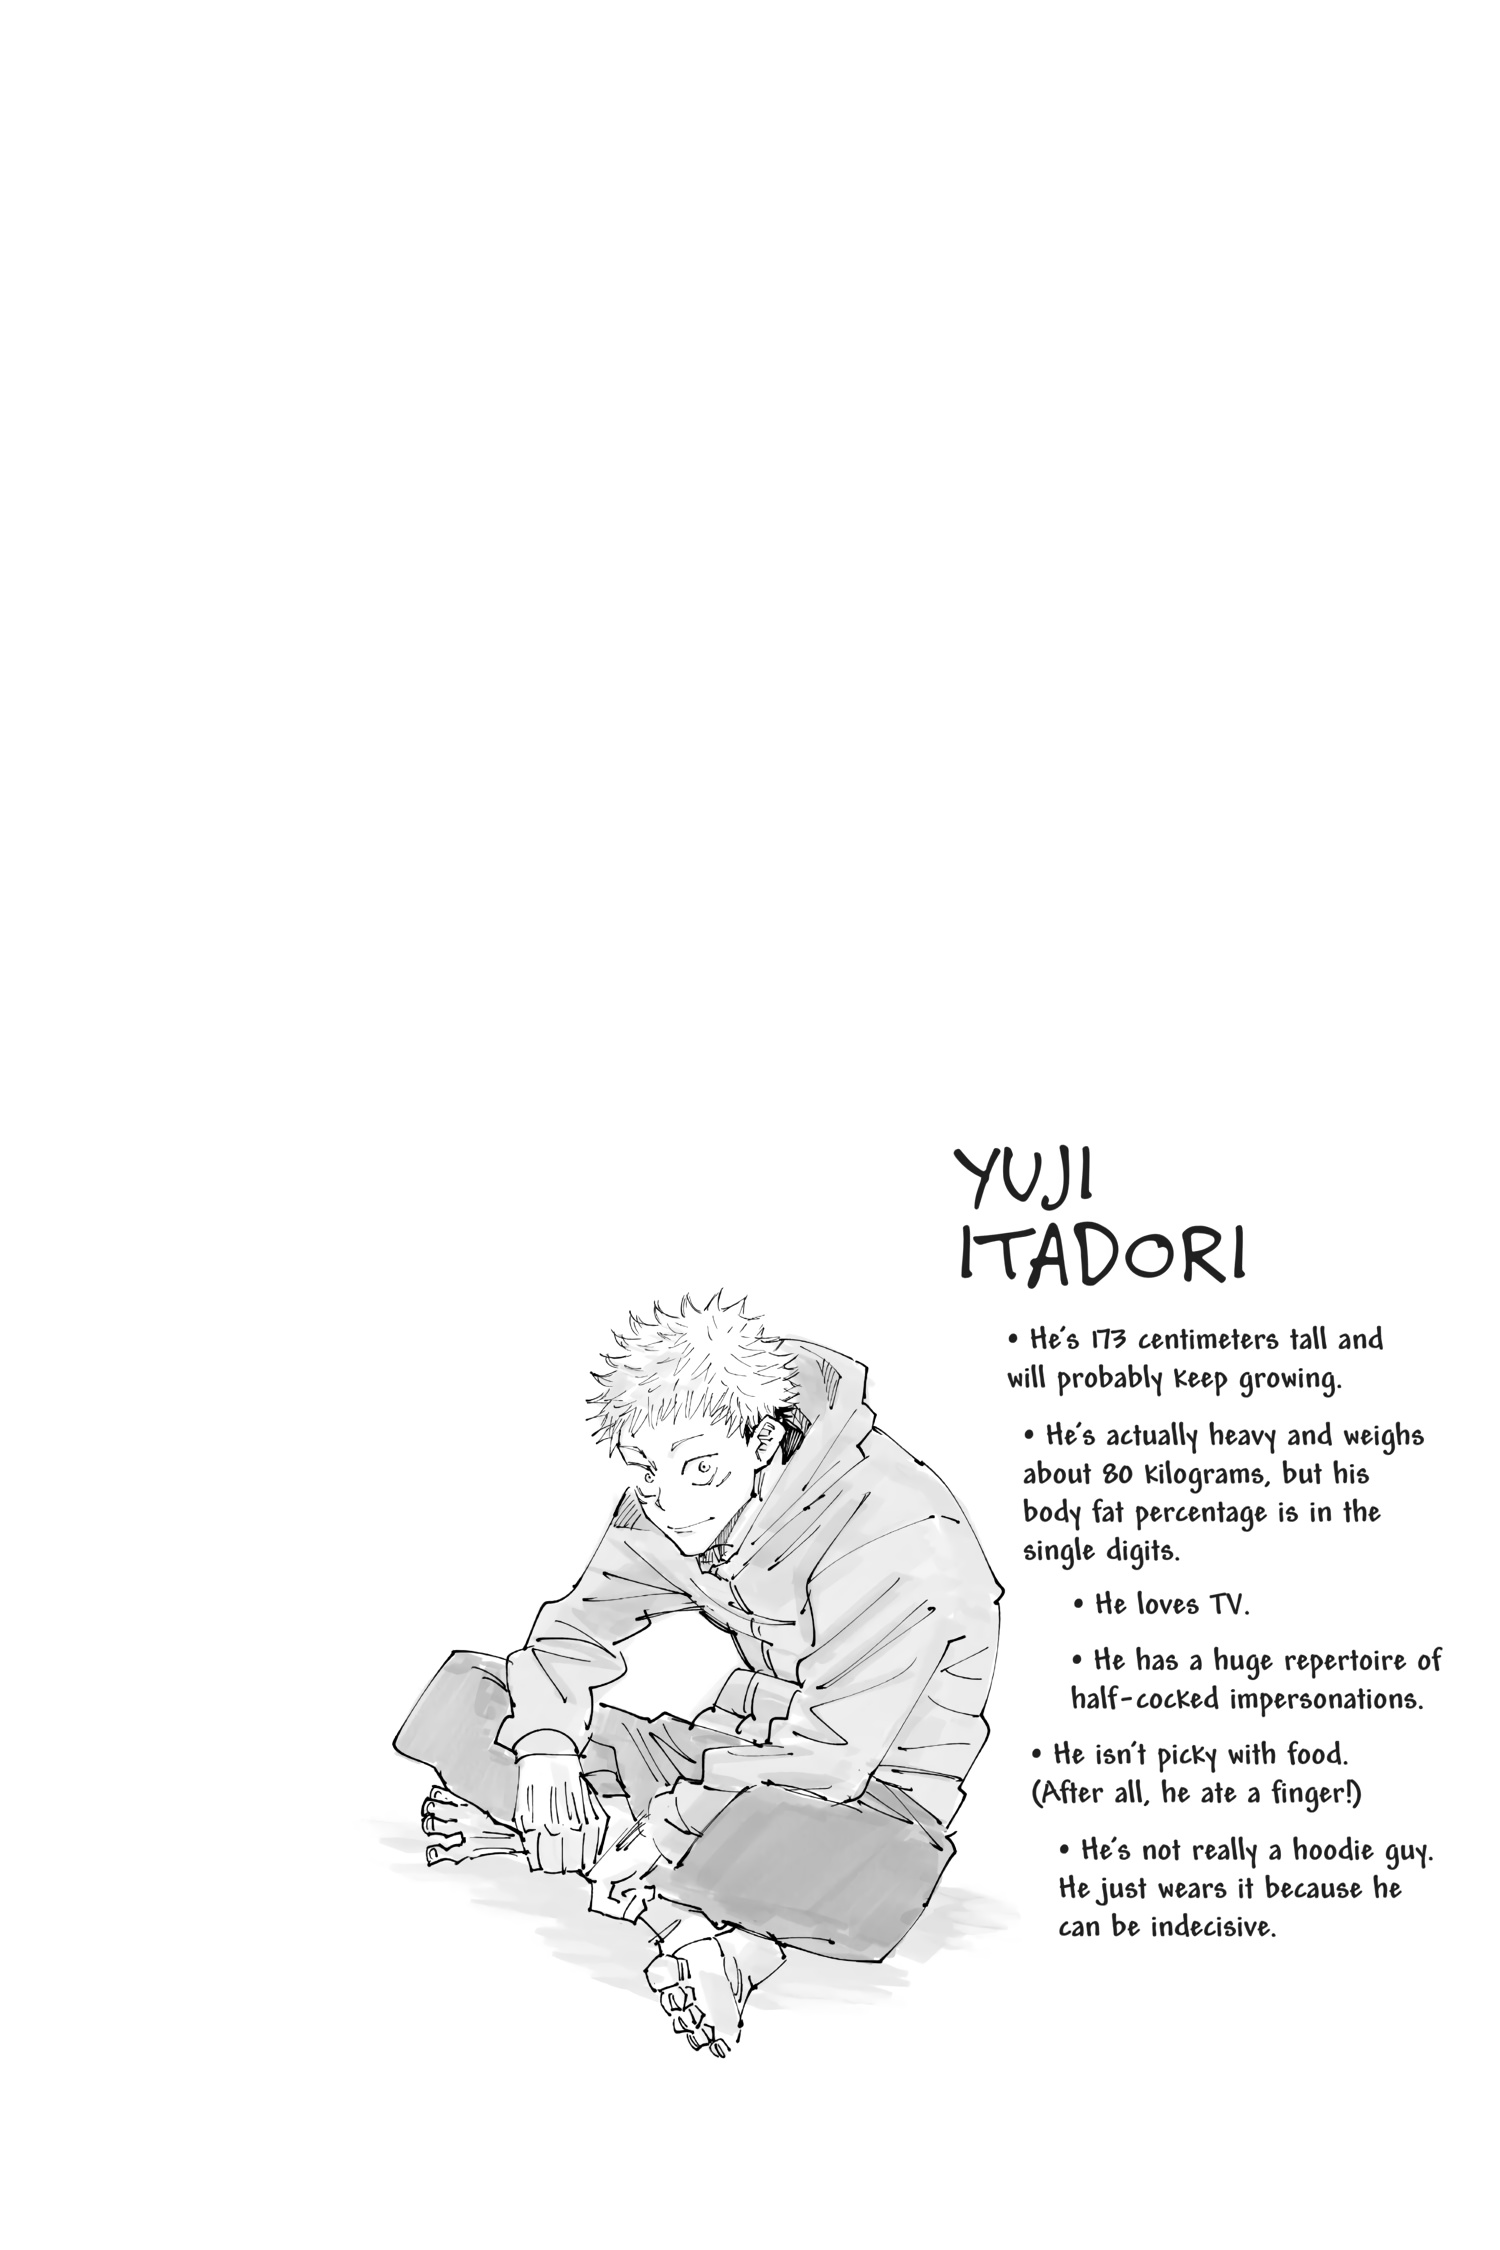 YUJI
ITADORI
• He's 173 centimeters tall and
will probably keep growing.
• He's actually heavy and weighs
about 80 kilograms, but his
body fat percentage is in the
single digits.
• He loves TV.
• He has a huge repertoire of
half-cocked impersonations.
• He isn't picky with food.
(After all, he ate a finger!)
• He's not really a hoodie guy.
He just wears it because he
can be indecisive.